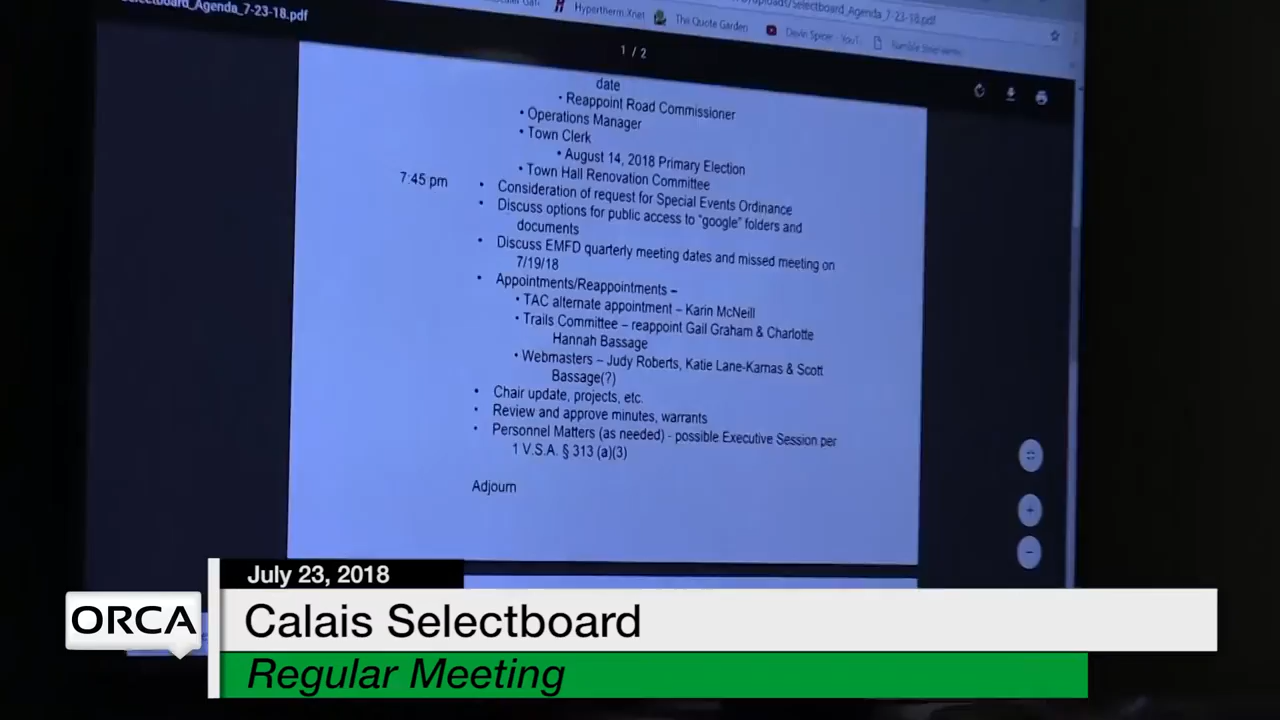 Selectboard_Agenda_7-23-18.pdf
Hypertherm Xnet
The Quote Garden
Devin Spicer - YouT
Selectboard_Agenda_7-23-18.pdf
1 / 2
date
• Reappoint Road Commissioner
• Operations Manager
• Town Clerk
• August 14, 2018 Primary Election
• Town Hall Renovation Committee
7:45 pm
• Consideration of request for Special Events Ordinance
• Discuss options for public access to "google" folders and
documents
• Discuss EMFD quarterly meeting dates and missed meeting on
7/19/18
• Appointments/Reappointments –
• TAC alternate appointment – Karin McNeill
• Trails Committee – reappoint Gail Graham & Charlotte
Hannah Bassage
• Webmasters – Judy Roberts, Katie Lane-Karnas & Scott
Bassage(?)
• Chair update, projects, etc.
• Review and approve minutes, warrants
• Personnel Matters (as needed) - possible Executive Session per
1 V.S.A. § 313 (a)(3)
Adjourn
July 23, 2018
ORCA
Calais Selectboard
Regular Meeting